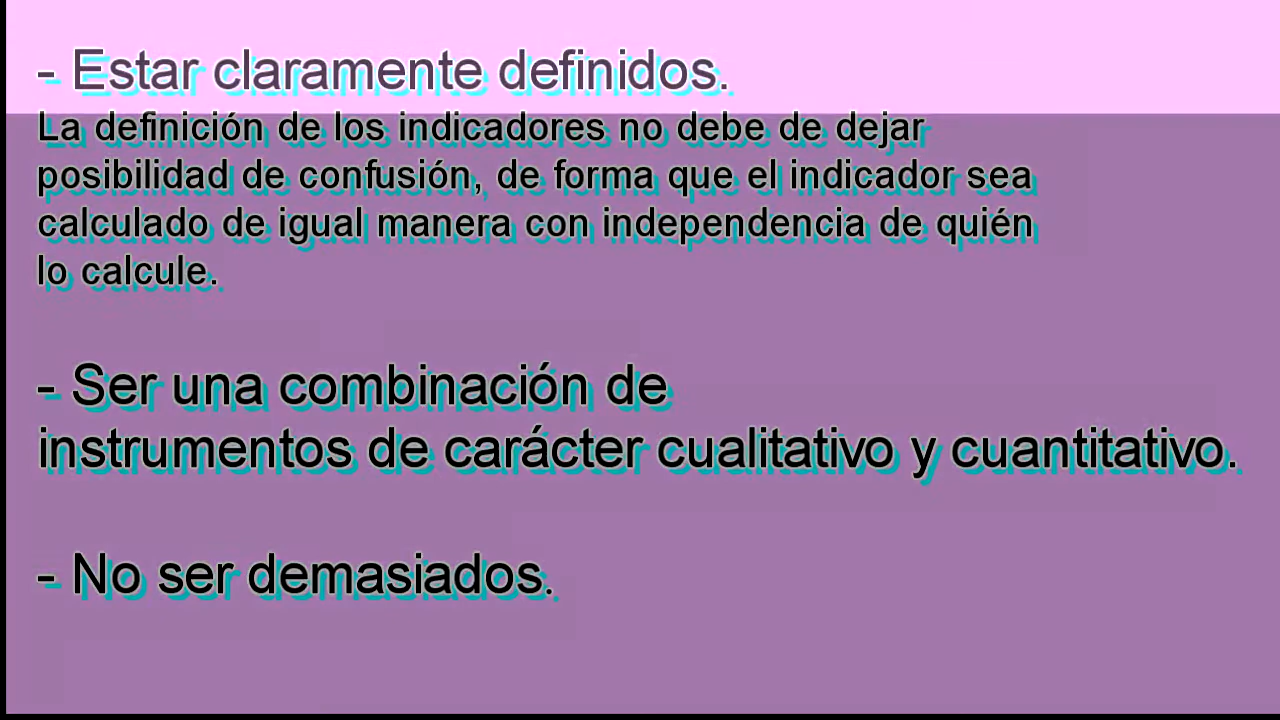 - Estar claramente definidos.
La definición de los indicadores no debe de dejar
posibilidad de confusión, de forma que el indicador sea
calculado de igual manera con independencia de quién
lo calcule.
- Ser una combinación de
instrumentos de carácter cualitativo y cuantitativo.
- No ser demasiados.